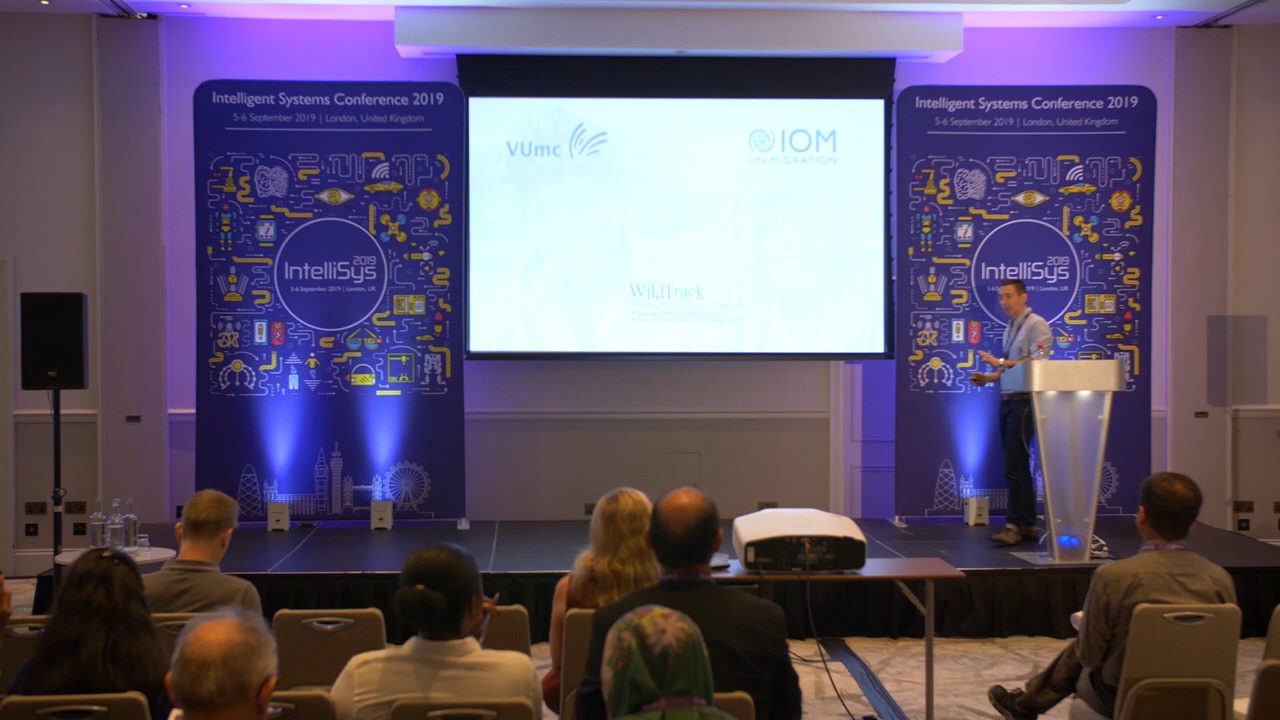 Intelligent Systems Conference 2019
5-6 September 2019 | London, United Kingdom
2019
IntelliSys
5-6 September 2019 | London, UK
VUmc
IOM
UN MIGRATION
WildTrack
Intelligent Systems Conference 2019
5-6 September 2019 | London, United Kingdom
2019
IntelliSys
5-6 September 2019 | London, UK